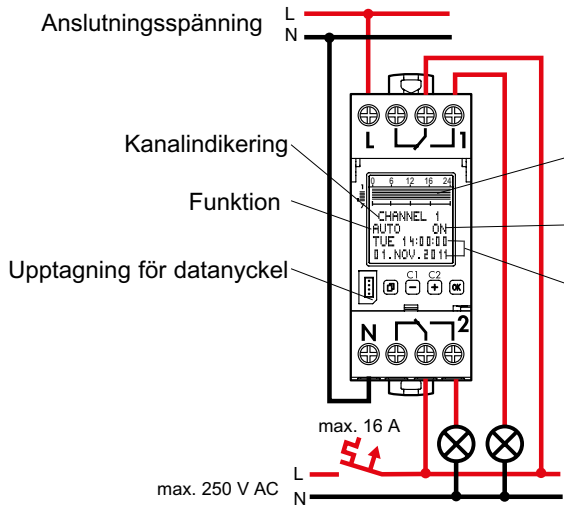 Anslutningsspänning
L
N
L
1
Kanalindikering
0 6 12 16 24
1
7
CHANNEL 1
Funktion
AUTO ON
TUE 14:00:00
01.NOV.2011
Upptagning för datanyckel
C1 C2
− + OK
N
2
max. 16 A
L
max. 250 V AC
N